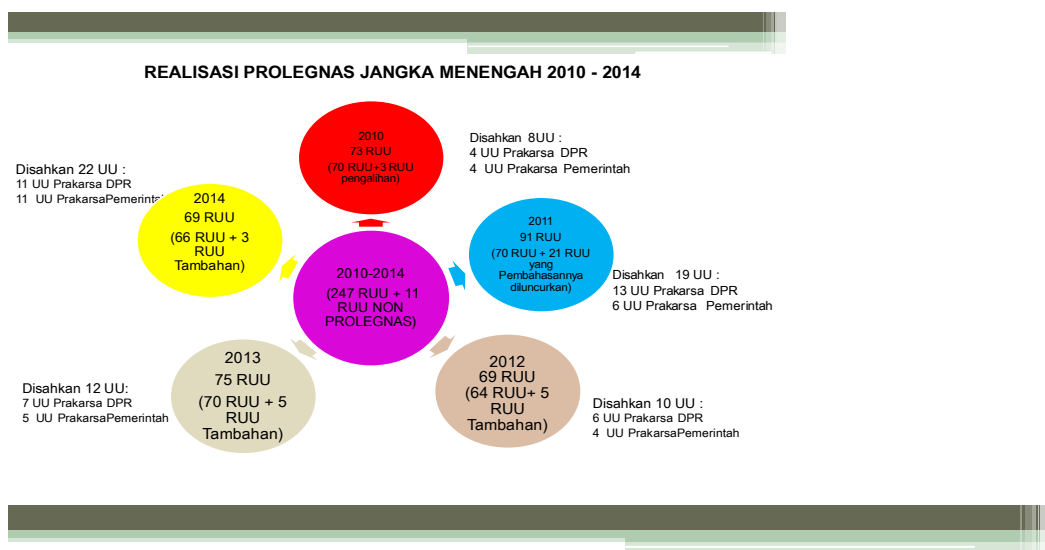 REALISASI PROLEGNAS JANGKA MENENGAH 2010 - 2014
2010
73 RUU
(70 RUU+3 RUU
pengalihan)
Disahkan 8UU :
4 UU Prakarsa DPR
4 UU Prakarsa Pemerintah
2011
91 RUU
(70 RUU + 21 RUU
yang
Pembahasannya
diluncurkan)
Disahkan 19 UU :
13 UU Prakarsa DPR
6 UU Prakarsa Pemerintah
2012
69 RUU
(64 RUU+ 5
RUU
Tambahan)
Disahkan 10 UU :
6 UU Prakarsa DPR
4 UU PrakarsaPemerintah
2013
75 RUU
(70 RUU + 5
RUU
Tambahan)
Disahkan 12 UU:
7 UU Prakarsa DPR
5 UU PrakarsaPemerintah
2014
69 RUU
(66 RUU + 3
RUU
Tambahan)
Disahkan 22 UU :
11 UU Prakarsa DPR
11 UU PrakarsaPemerintah
2010-2014
(247 RUU + 11
RUU NON
PROLEGNAS)